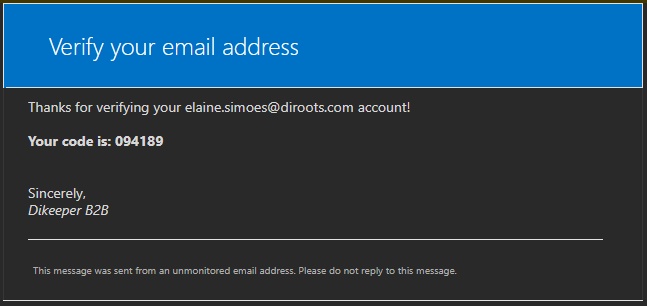 Verify your email address
Thanks for verifying your elaine.simoes@diroots.com account!
Your code is: 094189
Sincerely,
Dikeeper B2B
This message was sent from an unmonitored email address. Please do not reply to this message.